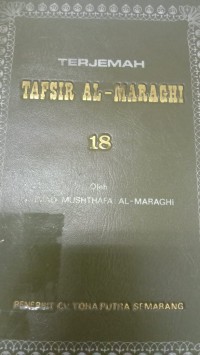 TERJEMAH
TAFSIR AL-MARAGHI
18
Oleh
MUSHTHAFA AL-MARAGHI
PENERBIT CV. TOHA PUTRA SEMARANG